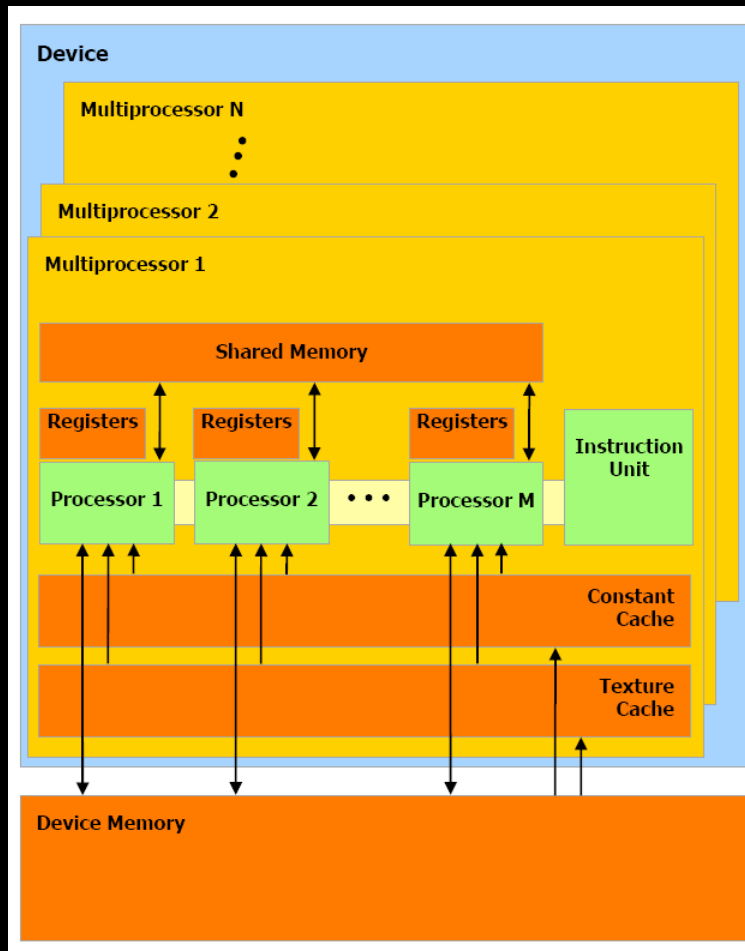 Device
Multiprocessor N
Multiprocessor 2
Multiprocessor 1
Shared Memory
Registers
Registers
Registers
Instruction
Unit
Processor 1
Processor 2
• • •
Processor M
Constant
Cache
Texture
Cache
Device Memory